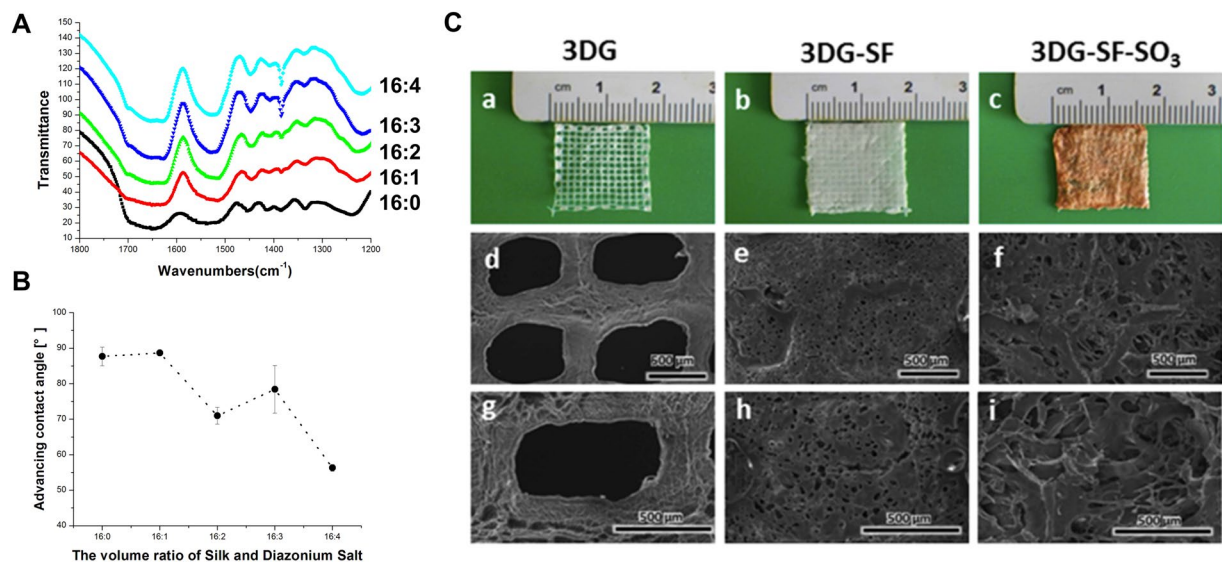 A
Transmittance
150
140
130
120
110
100
90
80
70
60
50
40
30
20
10
16:4
16:3
16:2
16:1
16:0
1800 1700 1600 1500 1400 1300 1200
Wavenumbers(cm⁻¹)
B
Advancing contact angle [°]
100
90
80
70
60
50
40
16:0 16:1 16:2 16:3 16:4
The volume ratio of Silk and Diazonium Salt
C
3DG 3DG-SF 3DG-SF-SO₃
cm 1 2 3 cm 1 2 3 cm 1 2 3
a b c
d e f
500 µm 500 µm 500 µm
g h i
500 µm 500 µm 500 µm